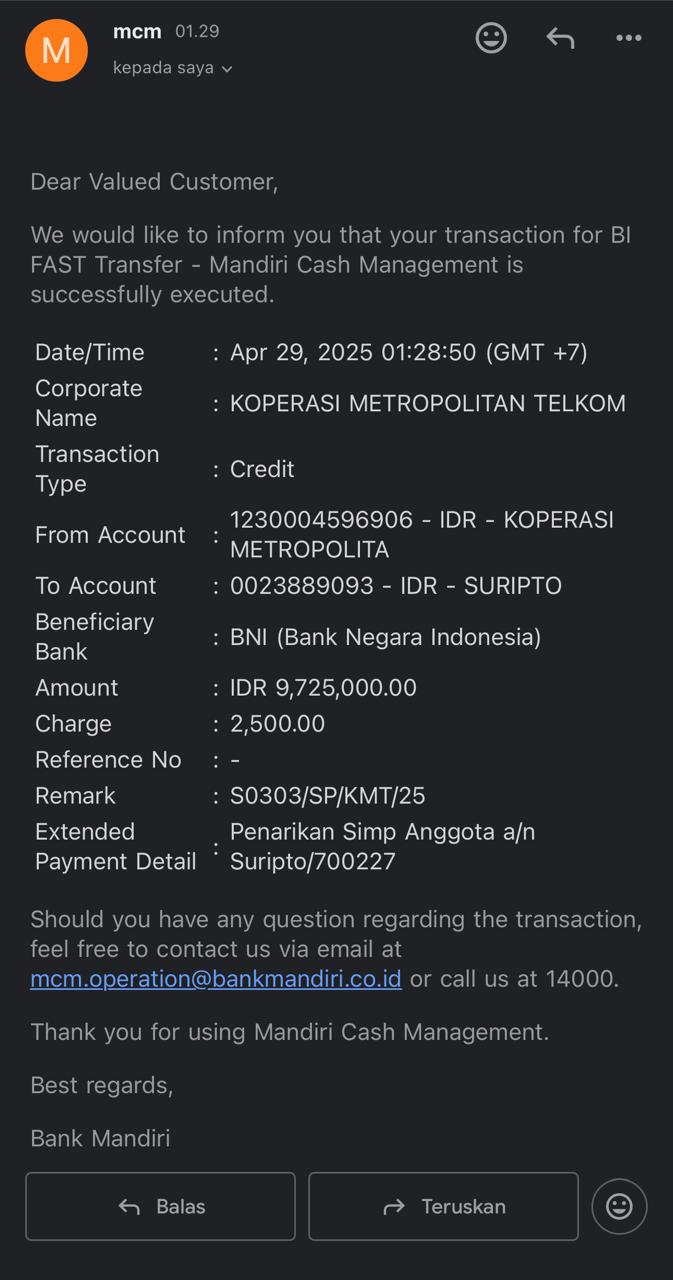 M
mcm 01.29
kepada saya
Dear Valued Customer,
We would like to inform you that your transaction for BI
FAST Transfer - Mandiri Cash Management is
successfully executed.
Date/Time : Apr 29, 2025 01:28:50 (GMT +7)
Corporate
Name : KOPERASI METROPOLITAN TELKOM
Transaction
Type : Credit
From Account : 1230004596906 - IDR - KOPERASI
METROPOLITA
To Account : 0023889093 - IDR - SURIPTO
Beneficiary
Bank : BNI (Bank Negara Indonesia)
Amount : IDR 9,725,000.00
Charge : 2,500.00
Reference No : -
Remark : S0303/SP/KMT/25
Extended : Penarikan Simp Anggota a/n
Payment Detail Suripto/700227
Should you have any question regarding the transaction,
feel free to contact us via email at
mcm.operation@bankmandiri.co.id or call us at 14000.
Thank you for using Mandiri Cash Management.
Best regards,
Bank Mandiri
Balas Teruskan